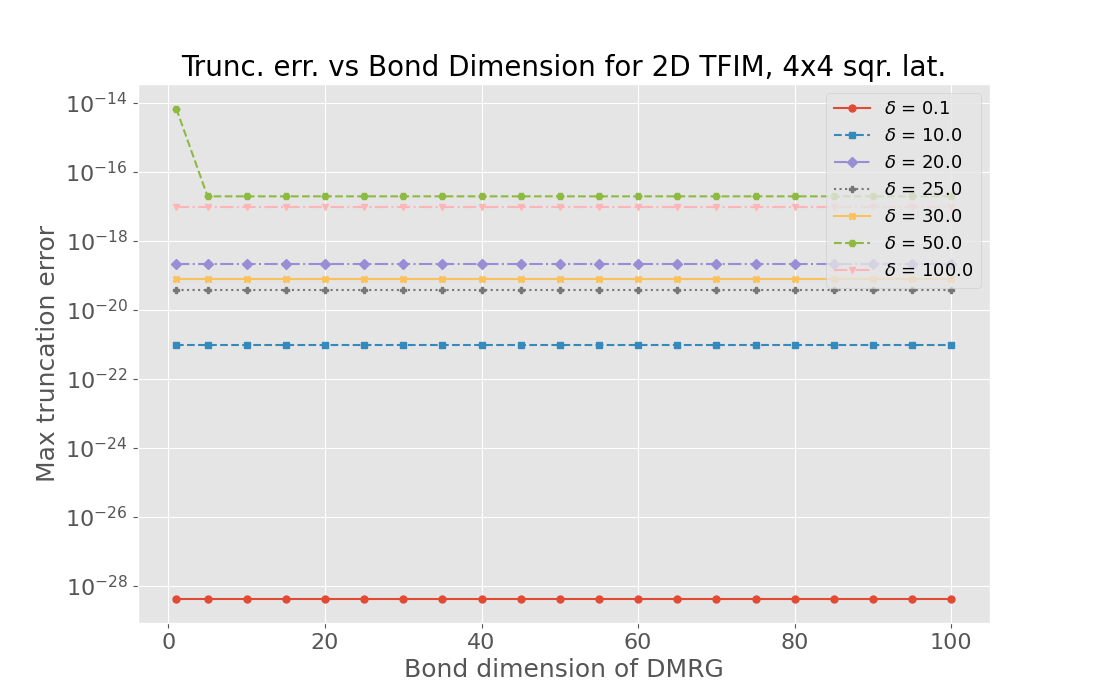 Trunc. err. vs Bond Dimension for 2D TFIM, 4x4 sqr. lat.
Max truncation error
10⁻¹⁴
10⁻¹⁶
10⁻¹⁸
10⁻²⁰
10⁻²²
10⁻²⁴
10⁻²⁶
10⁻²⁸
δ = 0.1
δ = 10.0
δ = 20.0
δ = 25.0
δ = 30.0
δ = 50.0
δ = 100.0
0 20 40 60 80 100
Bond dimension of DMRG